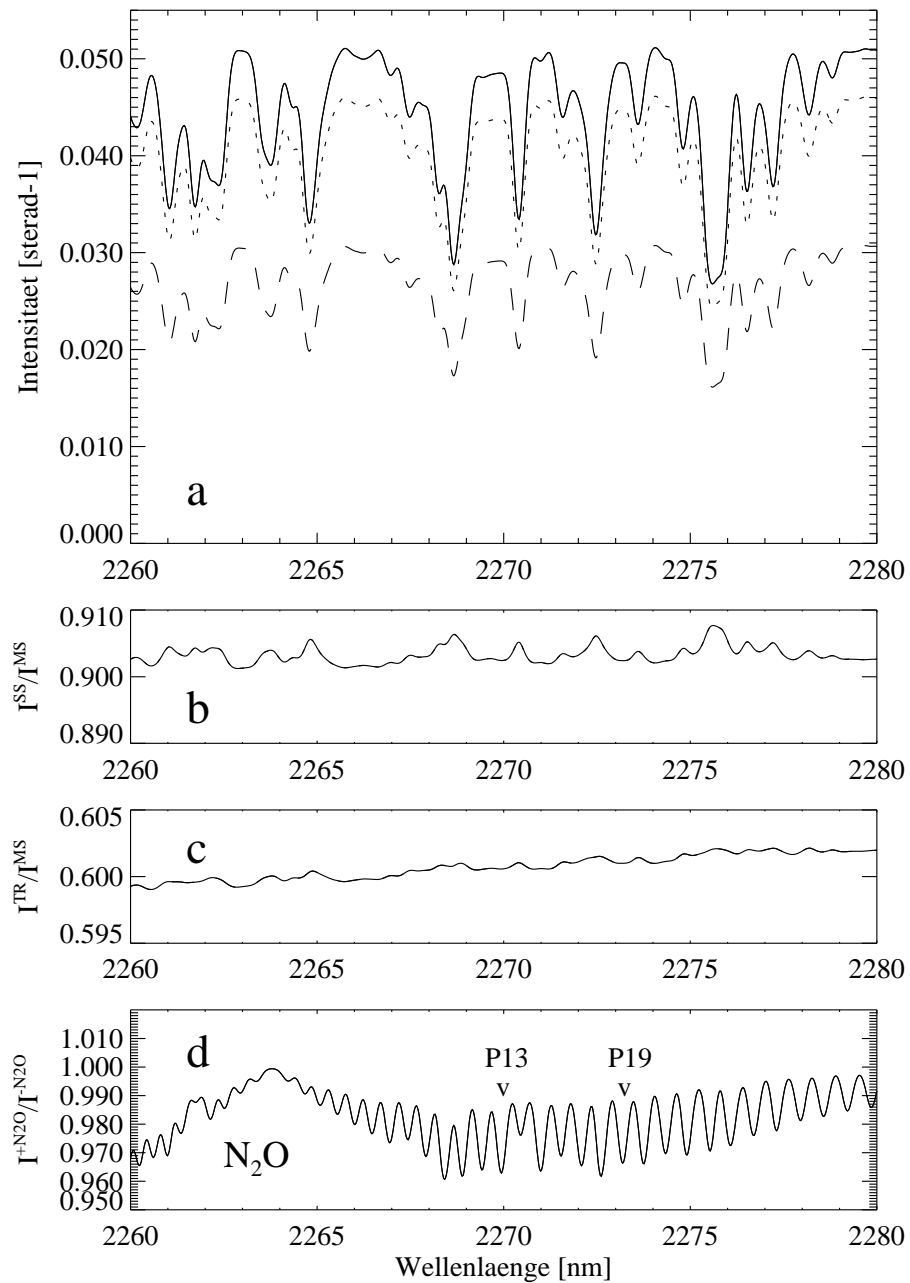 0.050
0.040
0.030
0.020
0.010
0.000
Intensitaet [sterad-1]
a
2260 2265 2270 2275 2280
0.910
0.900
0.890
I^SS/I^MS
b
2260 2265 2270 2275 2280
0.605
0.600
0.595
I^TR/I^MS
c
2260 2265 2270 2275 2280
1.010
1.000
0.990
0.980
0.970
0.960
0.950
I^+N2O/I^-N2O
d
P13 P19
v v
N₂O
2260 2265 2270 2275 2280
Wellenlaenge [nm]